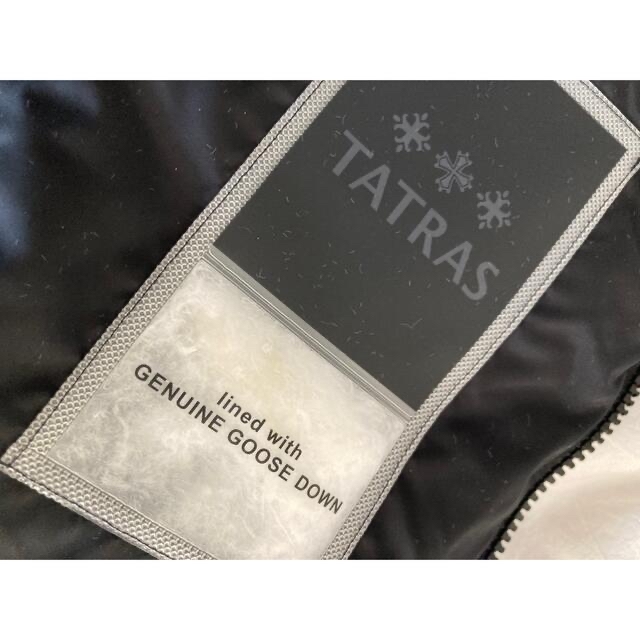 TATRAS
lined with
GENUINE GOOSE DOWN